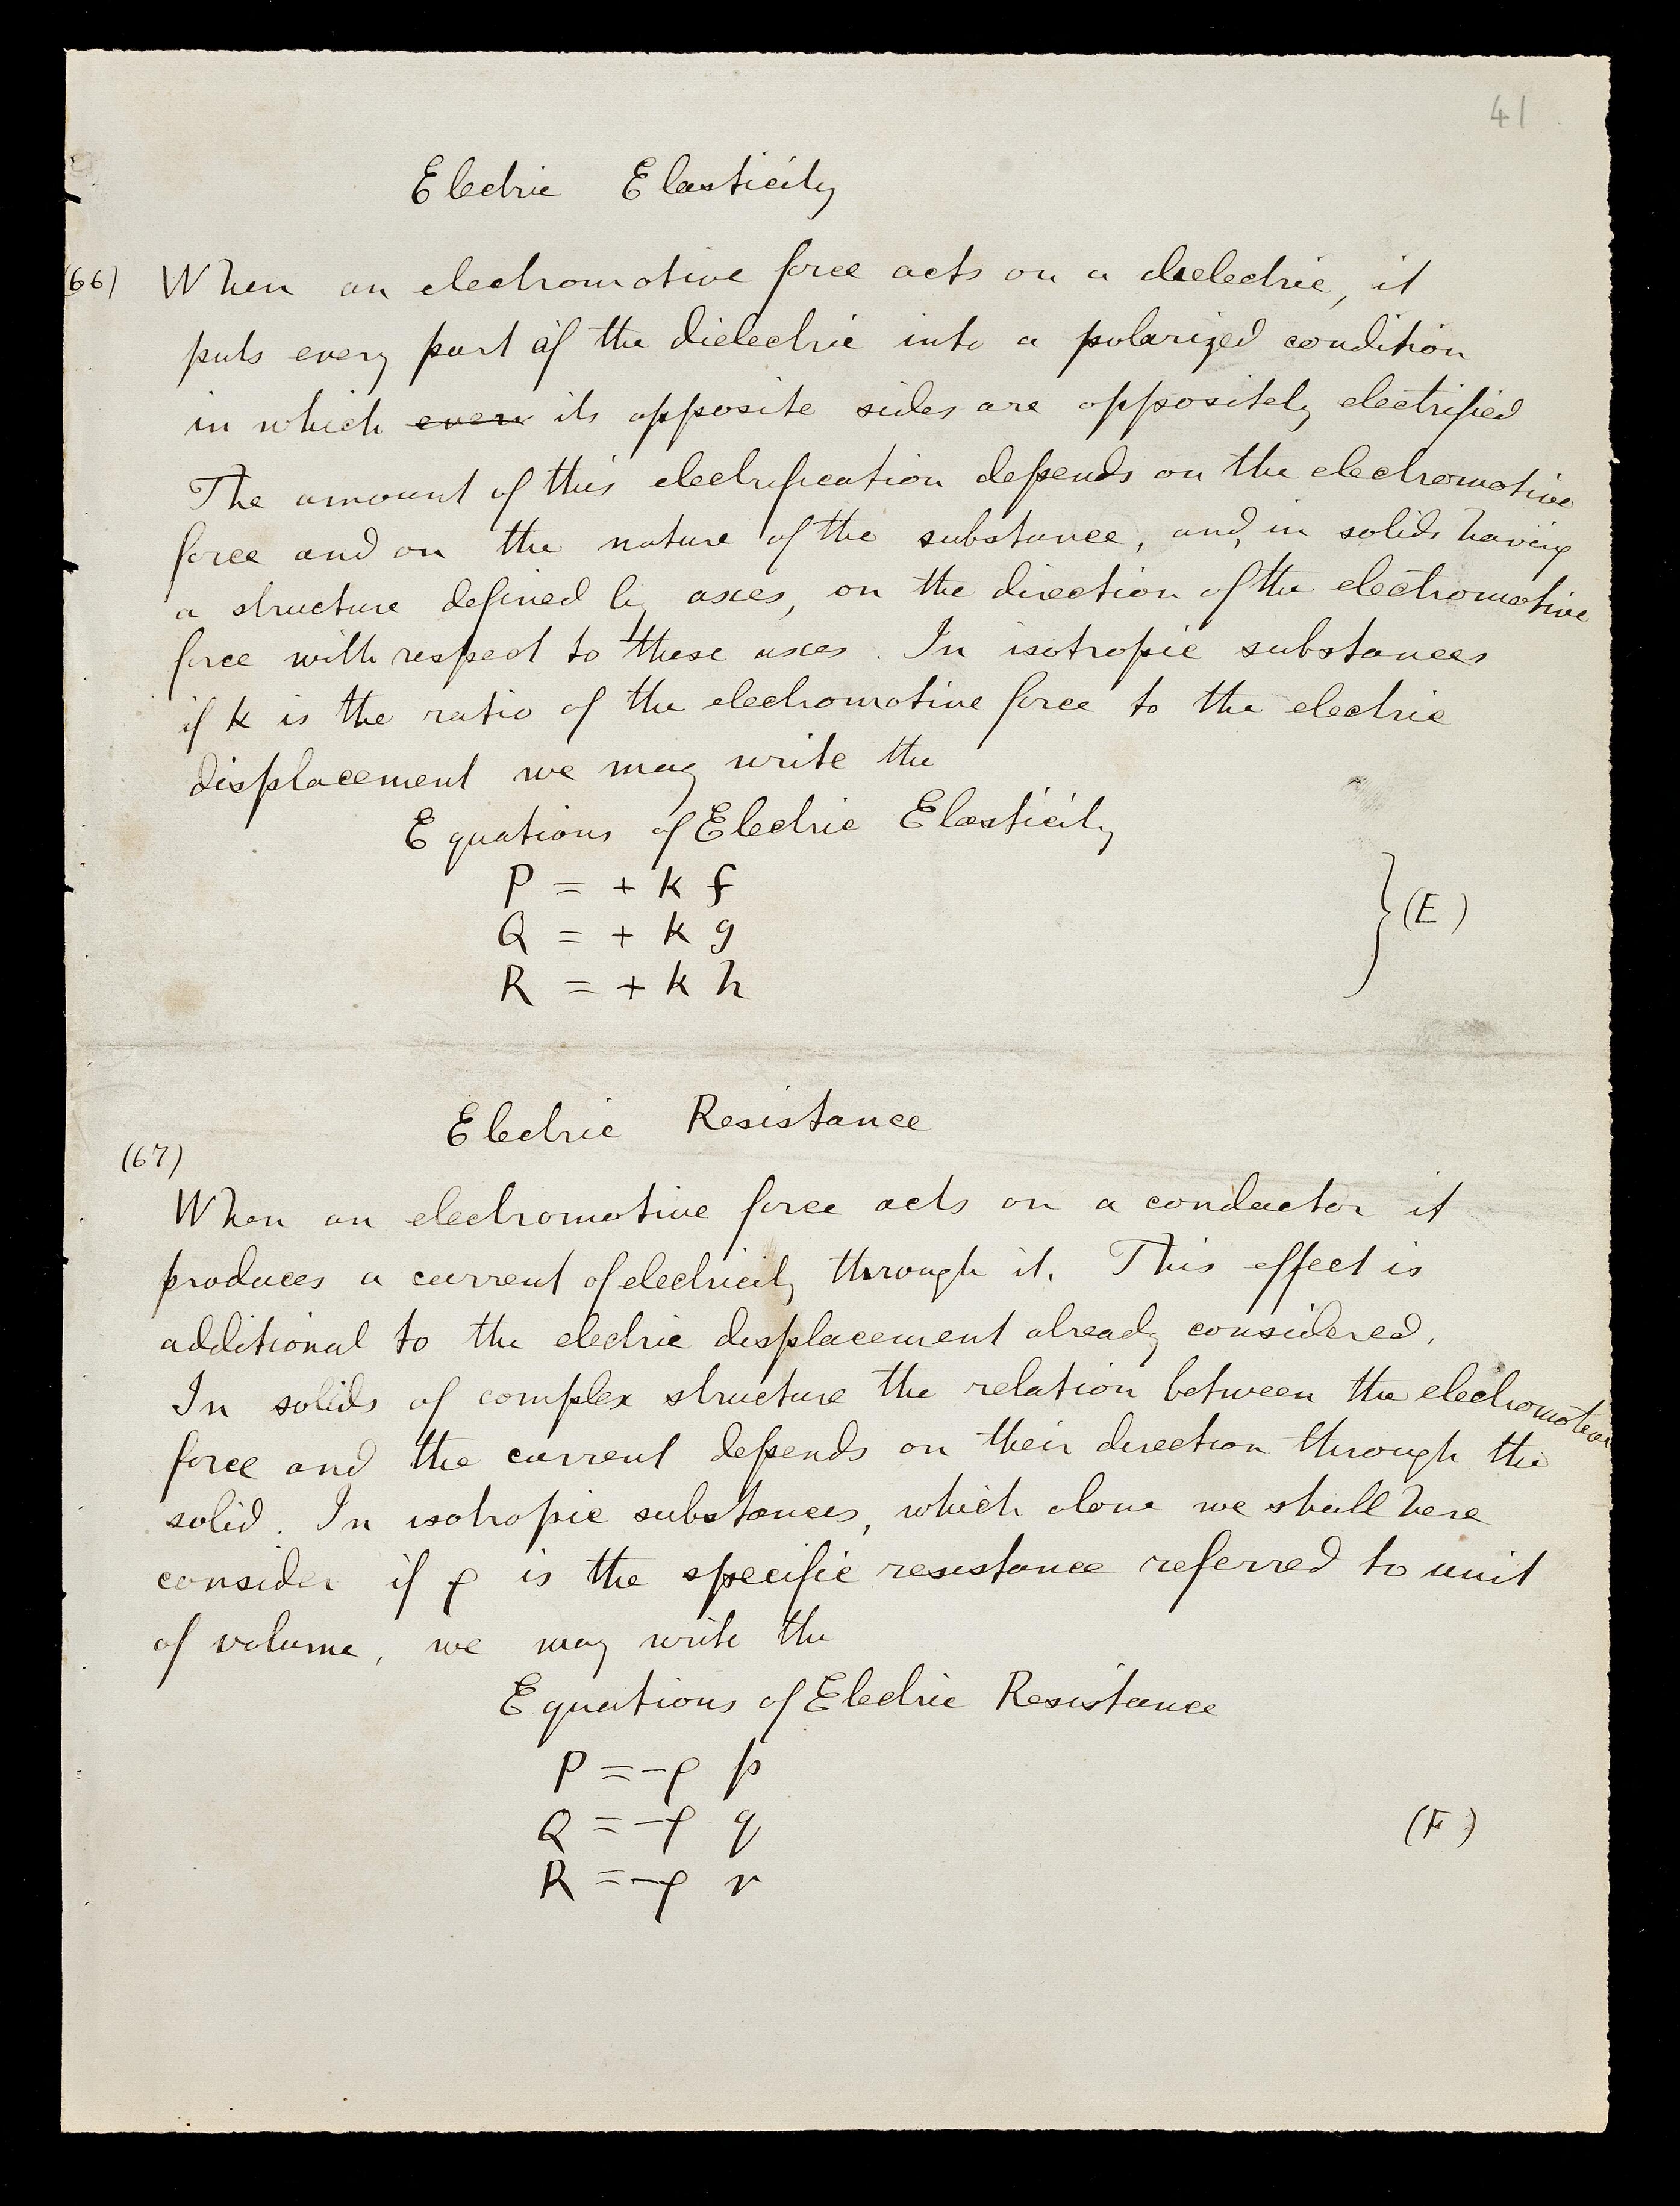 41
Electric Elasticity
(66) When an electromotive force acts on a dielectric, it
puts every part of the dielectric into a polarized condition
in which ~~even~~ its opposite sides are oppositely electrified
The amount of this electrification depends on the electromotive
force and on the nature of the substance, and, in solids having
a structure defined by axes, on the direction of the electromotive
force with respect to these axes. In isotropic substances
if k is the ratio of the electromotive force to the electric
displacement we may write the
Equations of Electric Elasticity
P = + k f
Q = + k g } (E)
R = + k h
Electric Resistance
(67)
When an electromotive force acts on a conductor it
produces a current of electricity through it. This effect is
additional to the electric displacement already considered.
In solids of complex structure the relation between the electromotive
force and the current depends on their direction through the
solid. In isotropic substances, which alone we shall here
consider if ρ is the specific resistance referred to unit
of volume, we may write the
Equations of Electric Resistance
P = -ρ p
Q = -ρ q (F)
R = -ρ r